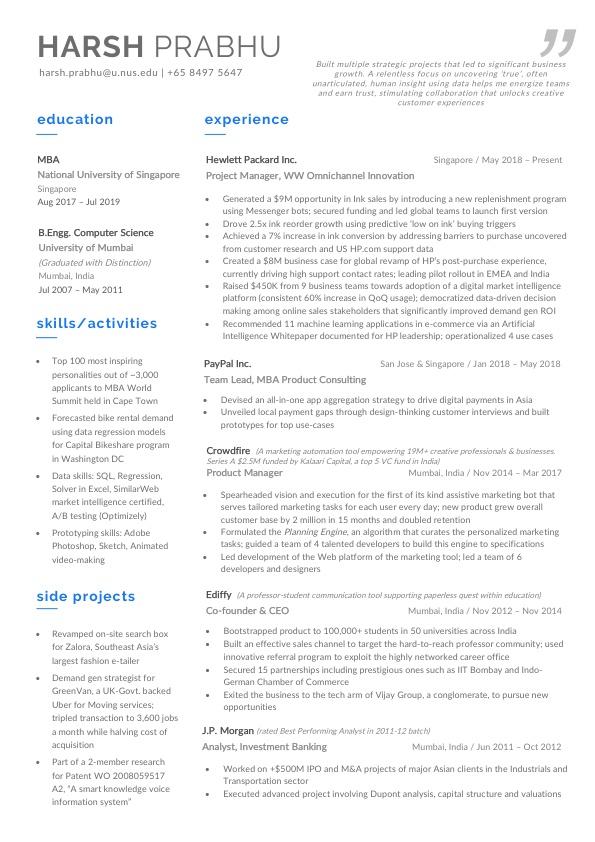 HARSH PRABHU
harsh.prabhu@u.nus.edu | +65 8497 5647
”
Built multiple strategic projects that led to significant business
growth. A relentless focus on uncovering ‘true’, often
unarticulated, human insight using data helps me energize teams
and earn trust, stimulating collaboration that unlocks creative
customer experiences
education
MBA
National University of Singapore
Singapore
Aug 2017 – Jul 2019
B.Engg. Computer Science
University of Mumbai
(Graduated with Distinction)
Mumbai, India
Jul 2007 – May 2011
skills/activities
• Top 100 most inspiring
personalities out of ~3,000
applicants to MBA World
Summit held in Cape Town
• Forecasted bike rental demand
using data regression models
for Capital Bikeshare program
in Washington DC
• Data skills: SQL, Regression,
Solver in Excel, SimilarWeb
market intelligence certified,
A/B testing (Optimizely)
• Prototyping skills: Adobe
Photoshop, Sketch, Animated
video-making
side projects
• Revamped on-site search box
for Zalora, Southeast Asia’s
largest fashion e-tailer
• Demand gen strategist for
GreenVan, a UK-Govt. backed
Uber for Moving services;
tripled transaction to 3,600 jobs
a month while halving cost of
acquisition
• Part of a 2-member research
for Patent WO 2008059517
A2, “A smart knowledge voice
information system”
experience
Hewlett Packard Inc. Singapore / May 2018 – Present
Project Manager, WW Omnichannel Innovation
• Generated a $9M opportunity in Ink sales by introducing a new replenishment program
using Messenger bots; secured funding and led global teams to launch first version
• Drove 2.5x ink reorder growth using predictive ‘low on ink’ buying triggers
• Achieved a 7% increase in ink conversion by addressing barriers to purchase uncovered
from customer research and US HP.com support data
• Created a $8M business case for global revamp of HP’s post-purchase experience,
currently driving high support contact rates; leading pilot rollout in EMEA and India
• Raised $450K from 9 business teams towards adoption of a digital market intelligence
platform (consistent 60% increase in QoQ usage); democratized data-driven decision
making among online sales stakeholders that significantly improved demand gen ROI
• Recommended 11 machine learning applications in e-commerce via an Artificial
Intelligence Whitepaper documented for HP leadership; operationalized 4 use cases
PayPal Inc. San Jose & Singapore / Jan 2018 – May 2018
Team Lead, MBA Product Consulting
• Devised an all-in-one app aggregation strategy to drive digital payments in Asia
• Unveiled local payment gaps through design-thinking customer interviews and built
prototypes for top use-cases
Crowdfire (A marketing automation tool empowering 19M+ creative professionals & businesses.
Series A $2.5M funded by Kalaari Capital, a top 5 VC fund in India)
Product Manager Mumbai, India / Nov 2014 – Mar 2017
• Spearheaded vision and execution for the first of its kind assistive marketing bot that
serves tailored marketing tasks for each user every day; new product grew overall
customer base by 2 million in 15 months and doubled retention
• Formulated the Planning Engine, an algorithm that curates the personalized marketing
tasks; guided a team of 4 talented developers to build this engine to specifications
• Led development of the Web platform of the marketing tool; led a team of 6
developers and designers
Ediffy (A professor-student communication tool supporting paperless quest within education)
Co-founder & CEO Mumbai, India / Nov 2012 – Nov 2014
• Bootstrapped product to 100,000+ students in 50 universities across India
• Built an effective sales channel to target the hard-to-reach professor community; used
innovative referral program to exploit the highly networked career office
• Secured 15 partnerships including prestigious ones such as IIT Bombay and Indo-
German Chamber of Commerce
• Exited the business to the tech arm of Vijay Group, a conglomerate, to pursue new
opportunities
J.P. Morgan (rated Best Performing Analyst in 2011-12 batch)
Analyst, Investment Banking Mumbai, India / Jun 2011 – Oct 2012
• Worked on +$500M IPO and M&A projects of major Asian clients in the Industrials and
Transportation sector
• Executed advanced project involving Dupont analysis, capital structure and valuations